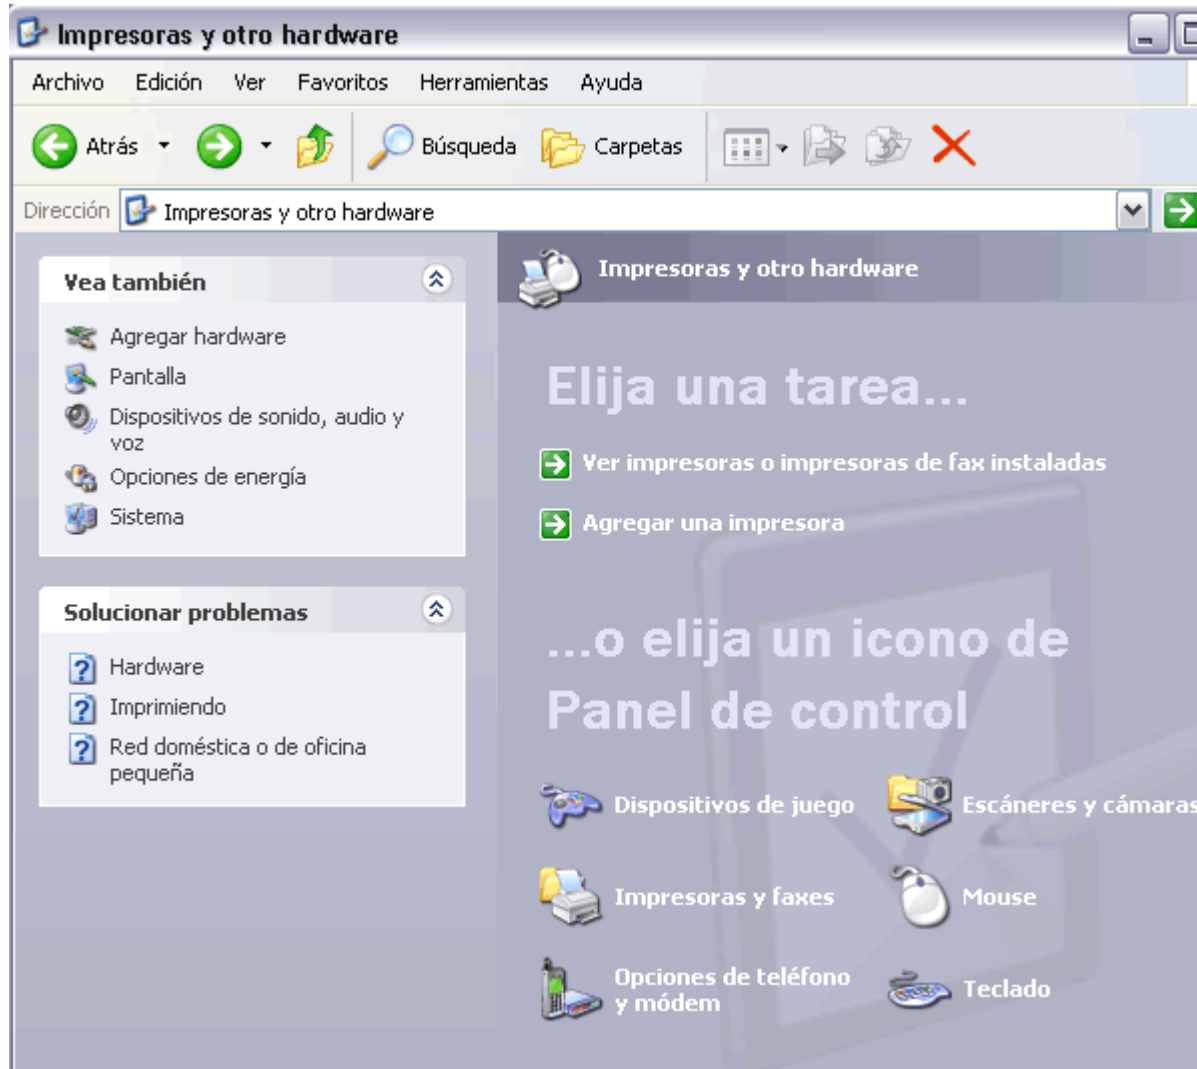 Impresoras y otro hardware
Archivo Edición Ver Favoritos Herramientas Ayuda
Atrás Búsqueda Carpetas
Dirección Impresoras y otro hardware
Vea también
Agregar hardware
Pantalla
Dispositivos de sonido, audio y
voz
Opciones de energía
Sistema
Solucionar problemas
Hardware
Imprimiendo
Red doméstica o de oficina
pequeña
Impresoras y otro hardware
Elija una tarea...
Ver impresoras o impresoras de fax instaladas
Agregar una impresora
...o elija un icono de
Panel de control
Dispositivos de juego Escáneres y cámaras
Impresoras y faxes Mouse
Opciones de teléfono
y módem
Teclado